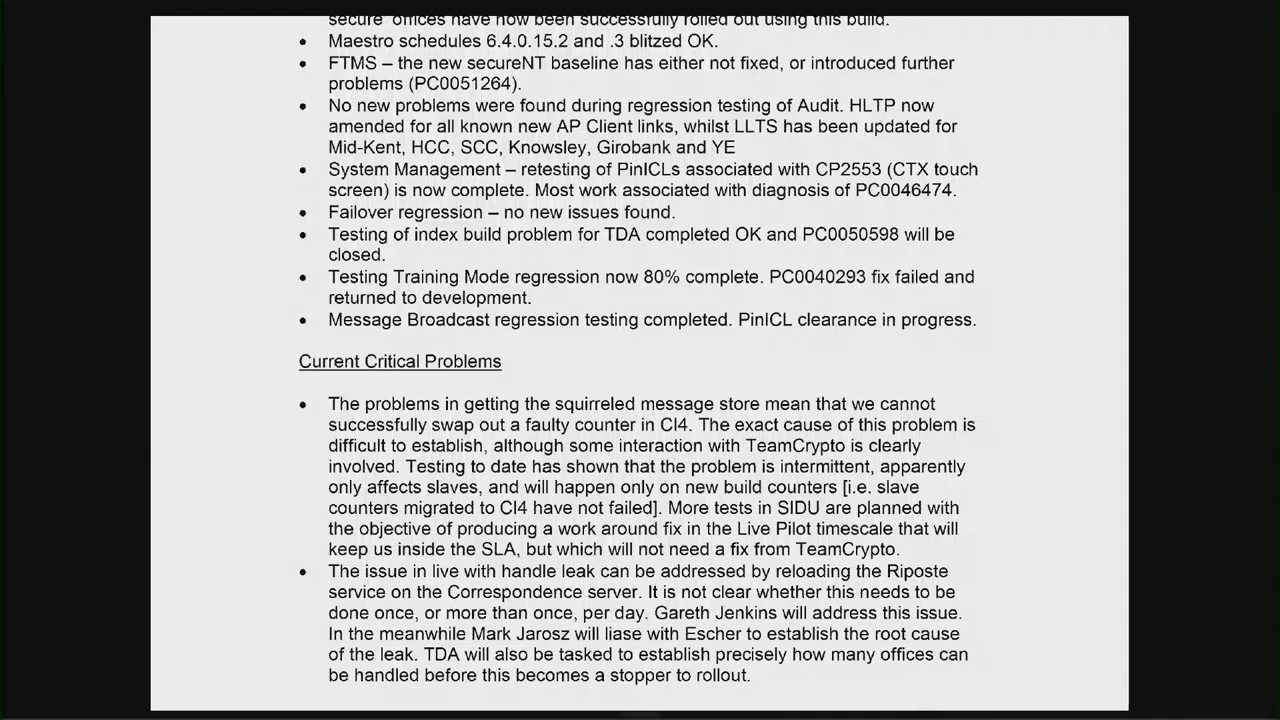 secure offices have now been successfully rolled out using this build.
• Maestro schedules 6.4.0.15.2 and .3 blitzed OK.
• FTMS – the new secureNT baseline has either not fixed, or introduced further
problems (PC0051264).
• No new problems were found during regression testing of Audit. HLTP now
amended for all known new AP Client links, whilst LLTS has been updated for
Mid-Kent, HCC, SCC, Knowsley, Girobank and YE
• System Management – retesting of PinICLs associated with CP2553 (CTX touch
screen) is now complete. Most work associated with diagnosis of PC0046474.
• Failover regression – no new issues found.
• Testing of index build problem for TDA completed OK and PC0050598 will be
closed.
• Testing Training Mode regression now 80% complete. PC0040293 fix failed and
returned to development.
• Message Broadcast regression testing completed. PinICL clearance in progress.
Current Critical Problems
• The problems in getting the squirreled message store mean that we cannot
successfully swap out a faulty counter in CI4. The exact cause of this problem is
difficult to establish, although some interaction with TeamCrypto is clearly
involved. Testing to date has shown that the problem is intermittent, apparently
only affects slaves, and will happen only on new build counters [i.e. slave
counters migrated to CI4 have not failed]. More tests in SIDU are planned with
the objective of producing a work around fix in the Live Pilot timescale that will
keep us inside the SLA, but which will not need a fix from TeamCrypto.
• The issue in live with handle leak can be addressed by reloading the Riposte
service on the Correspondence server. It is not clear whether this needs to be
done once, or more than once, per day. Gareth Jenkins will address this issue.
In the meanwhile Mark Jarosz will liase with Escher to establish the root cause
of the leak. TDA will also be tasked to establish precisely how many offices can
be handled before this becomes a stopper to rollout.